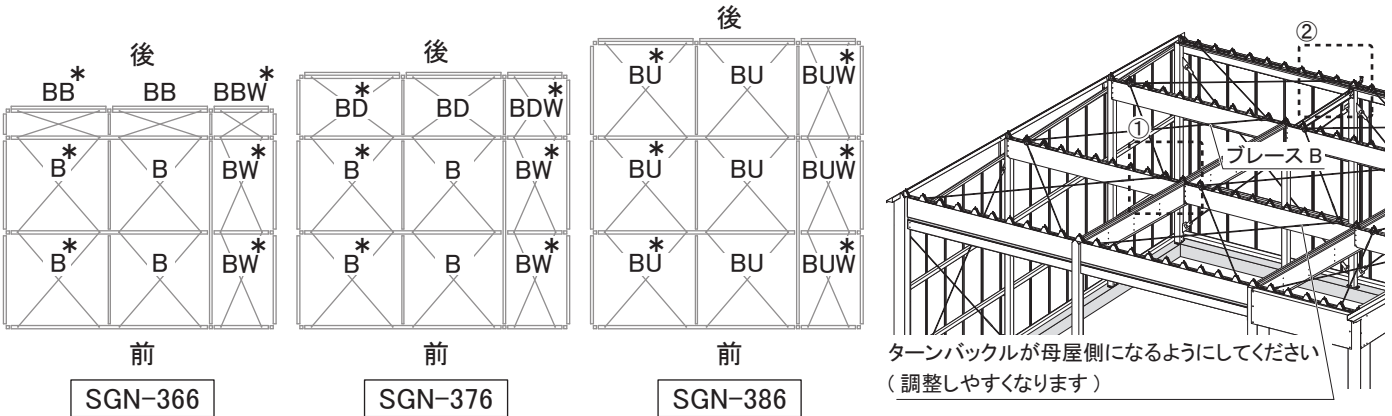 後
BB* BB BBW*
B* B BW*
B* B BW*
前
SGN-366
後
BD* BD BDW*
B* B BW*
B* B BW*
前
SGN-376
後
BU* BU BUW*
BU* BU BUW*
BU* BU BUW*
前
SGN-386
②
①
ブレース B
ターンバックルが母屋側になるようにしてください
( 調整しやすくなります )